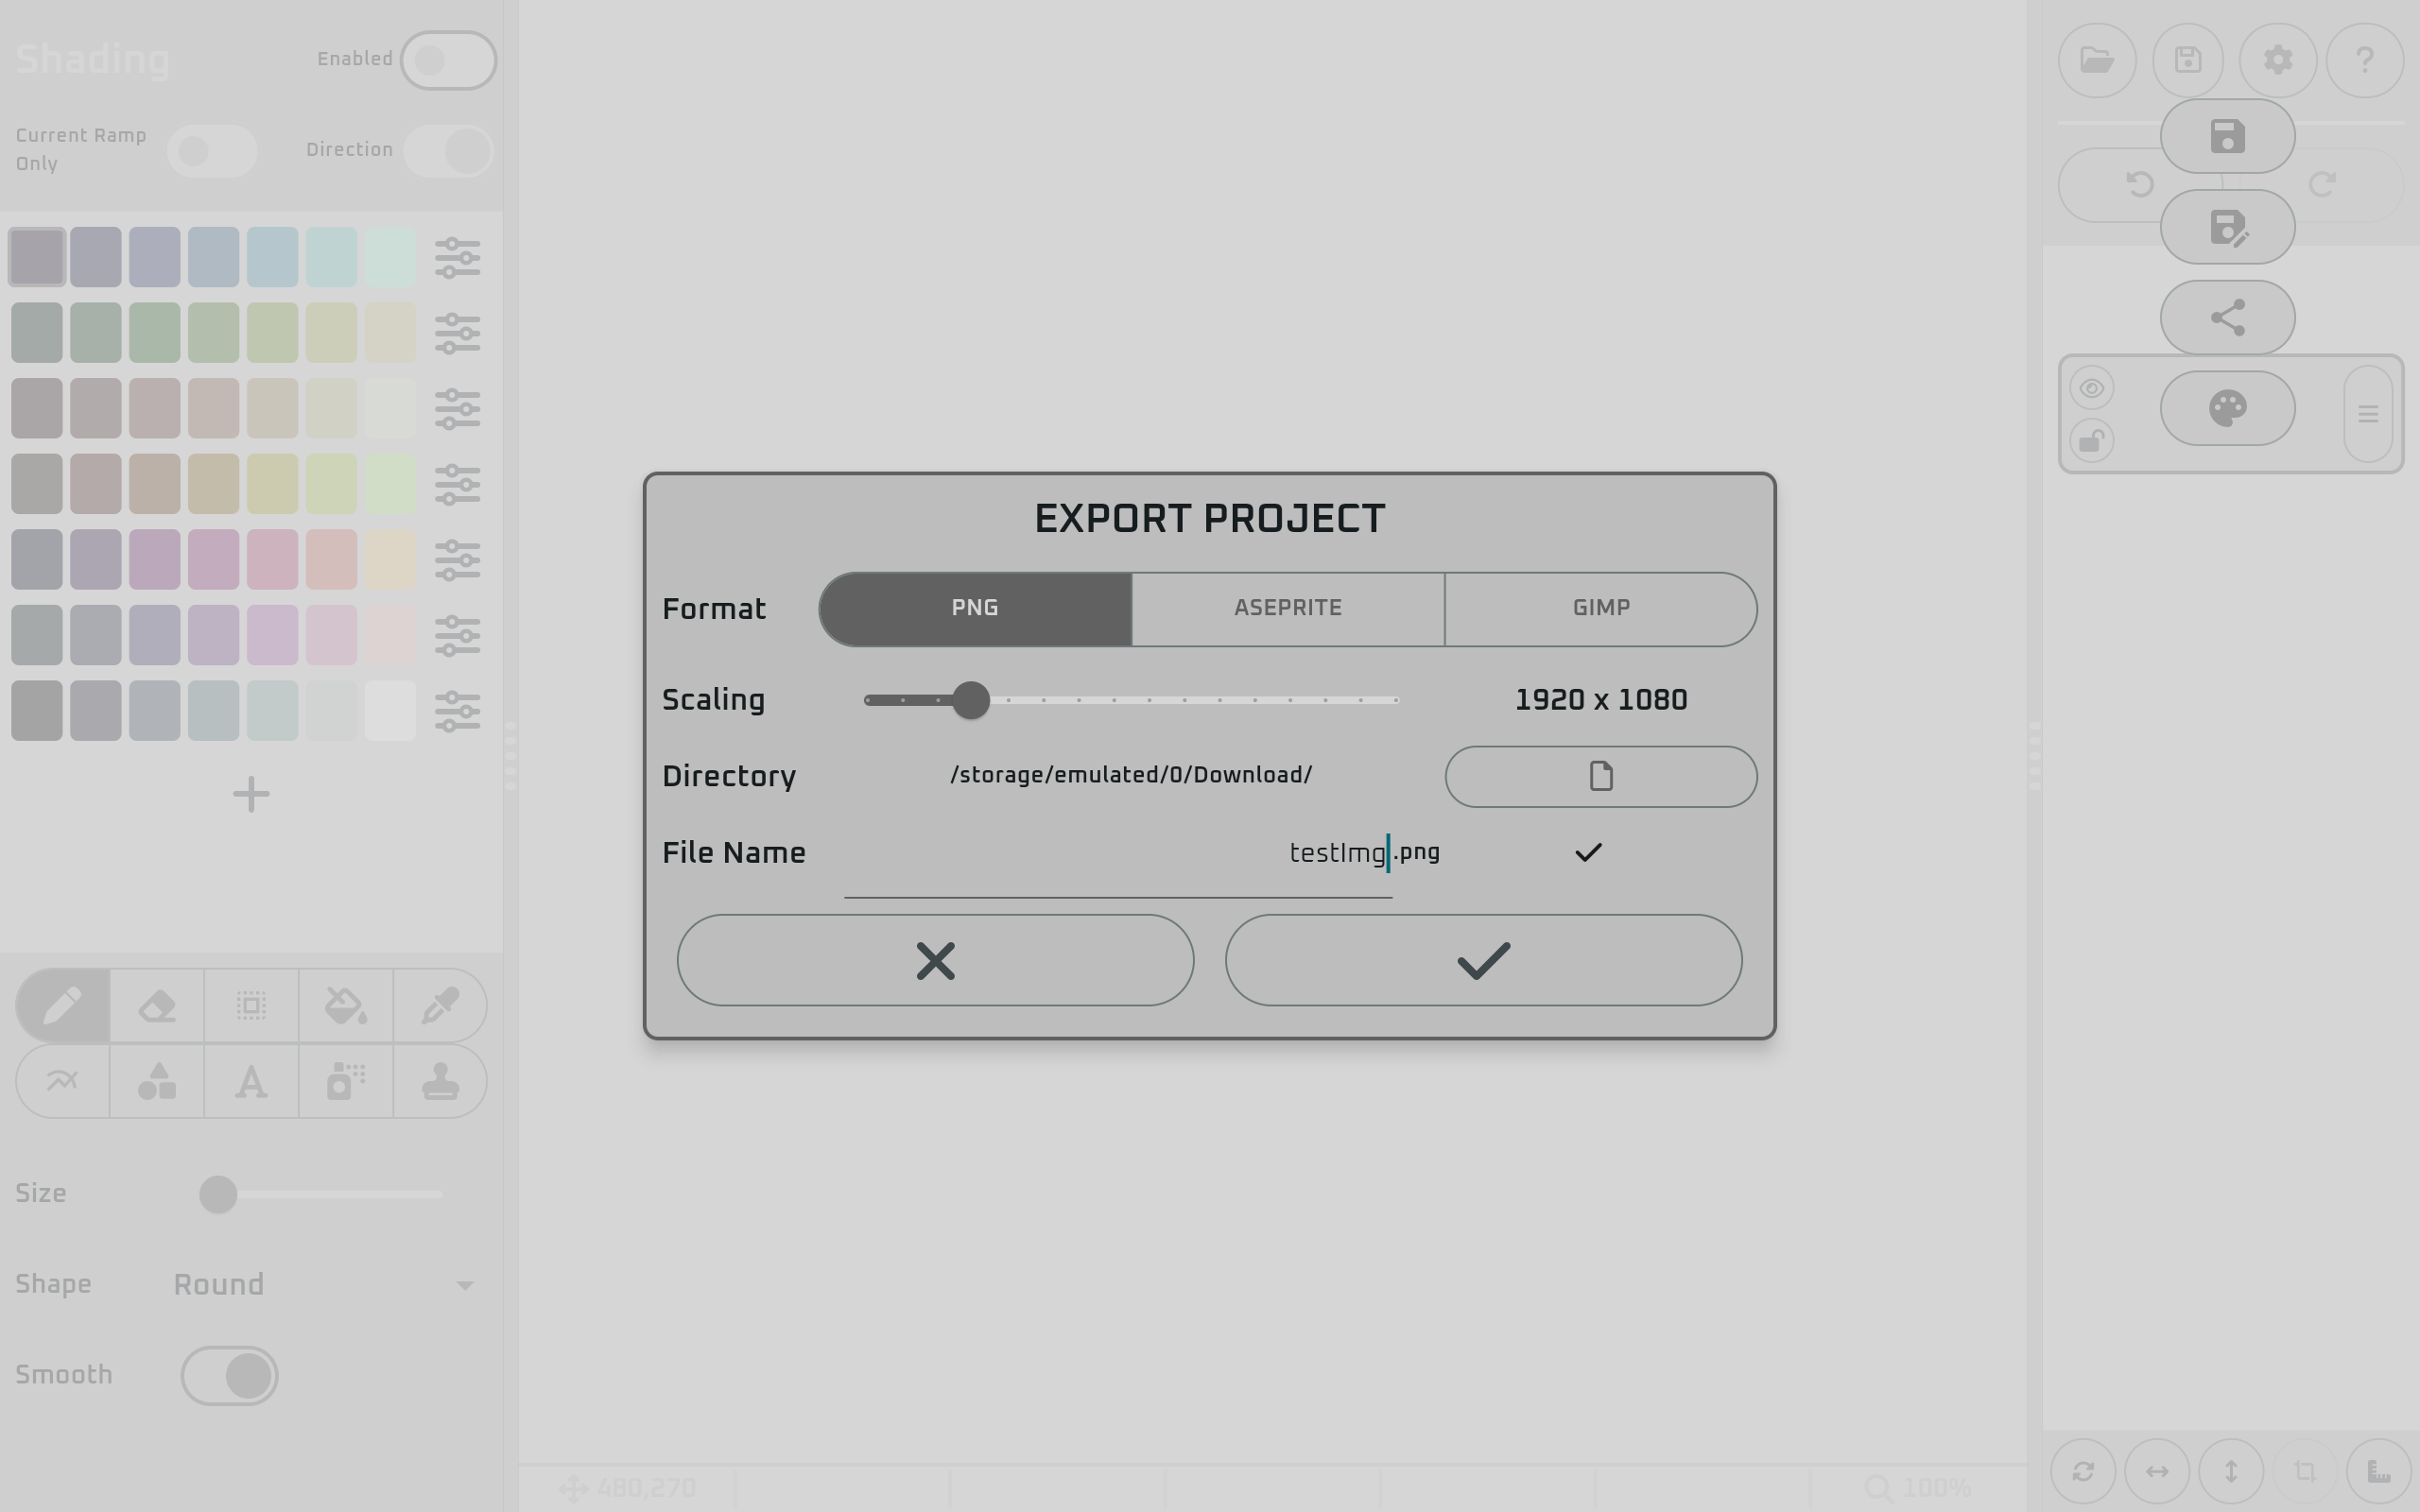 Shading
Enabled
Current Ramp
Only
Direction
EXPORT PROJECT
Format
PNG
ASEPRITE
GIMP
Scaling
1920 x 1080
Directory
/storage/emulated/0/Download/
File Name
testImg.png
Size
Shape
Round
Smooth
480,270
100%